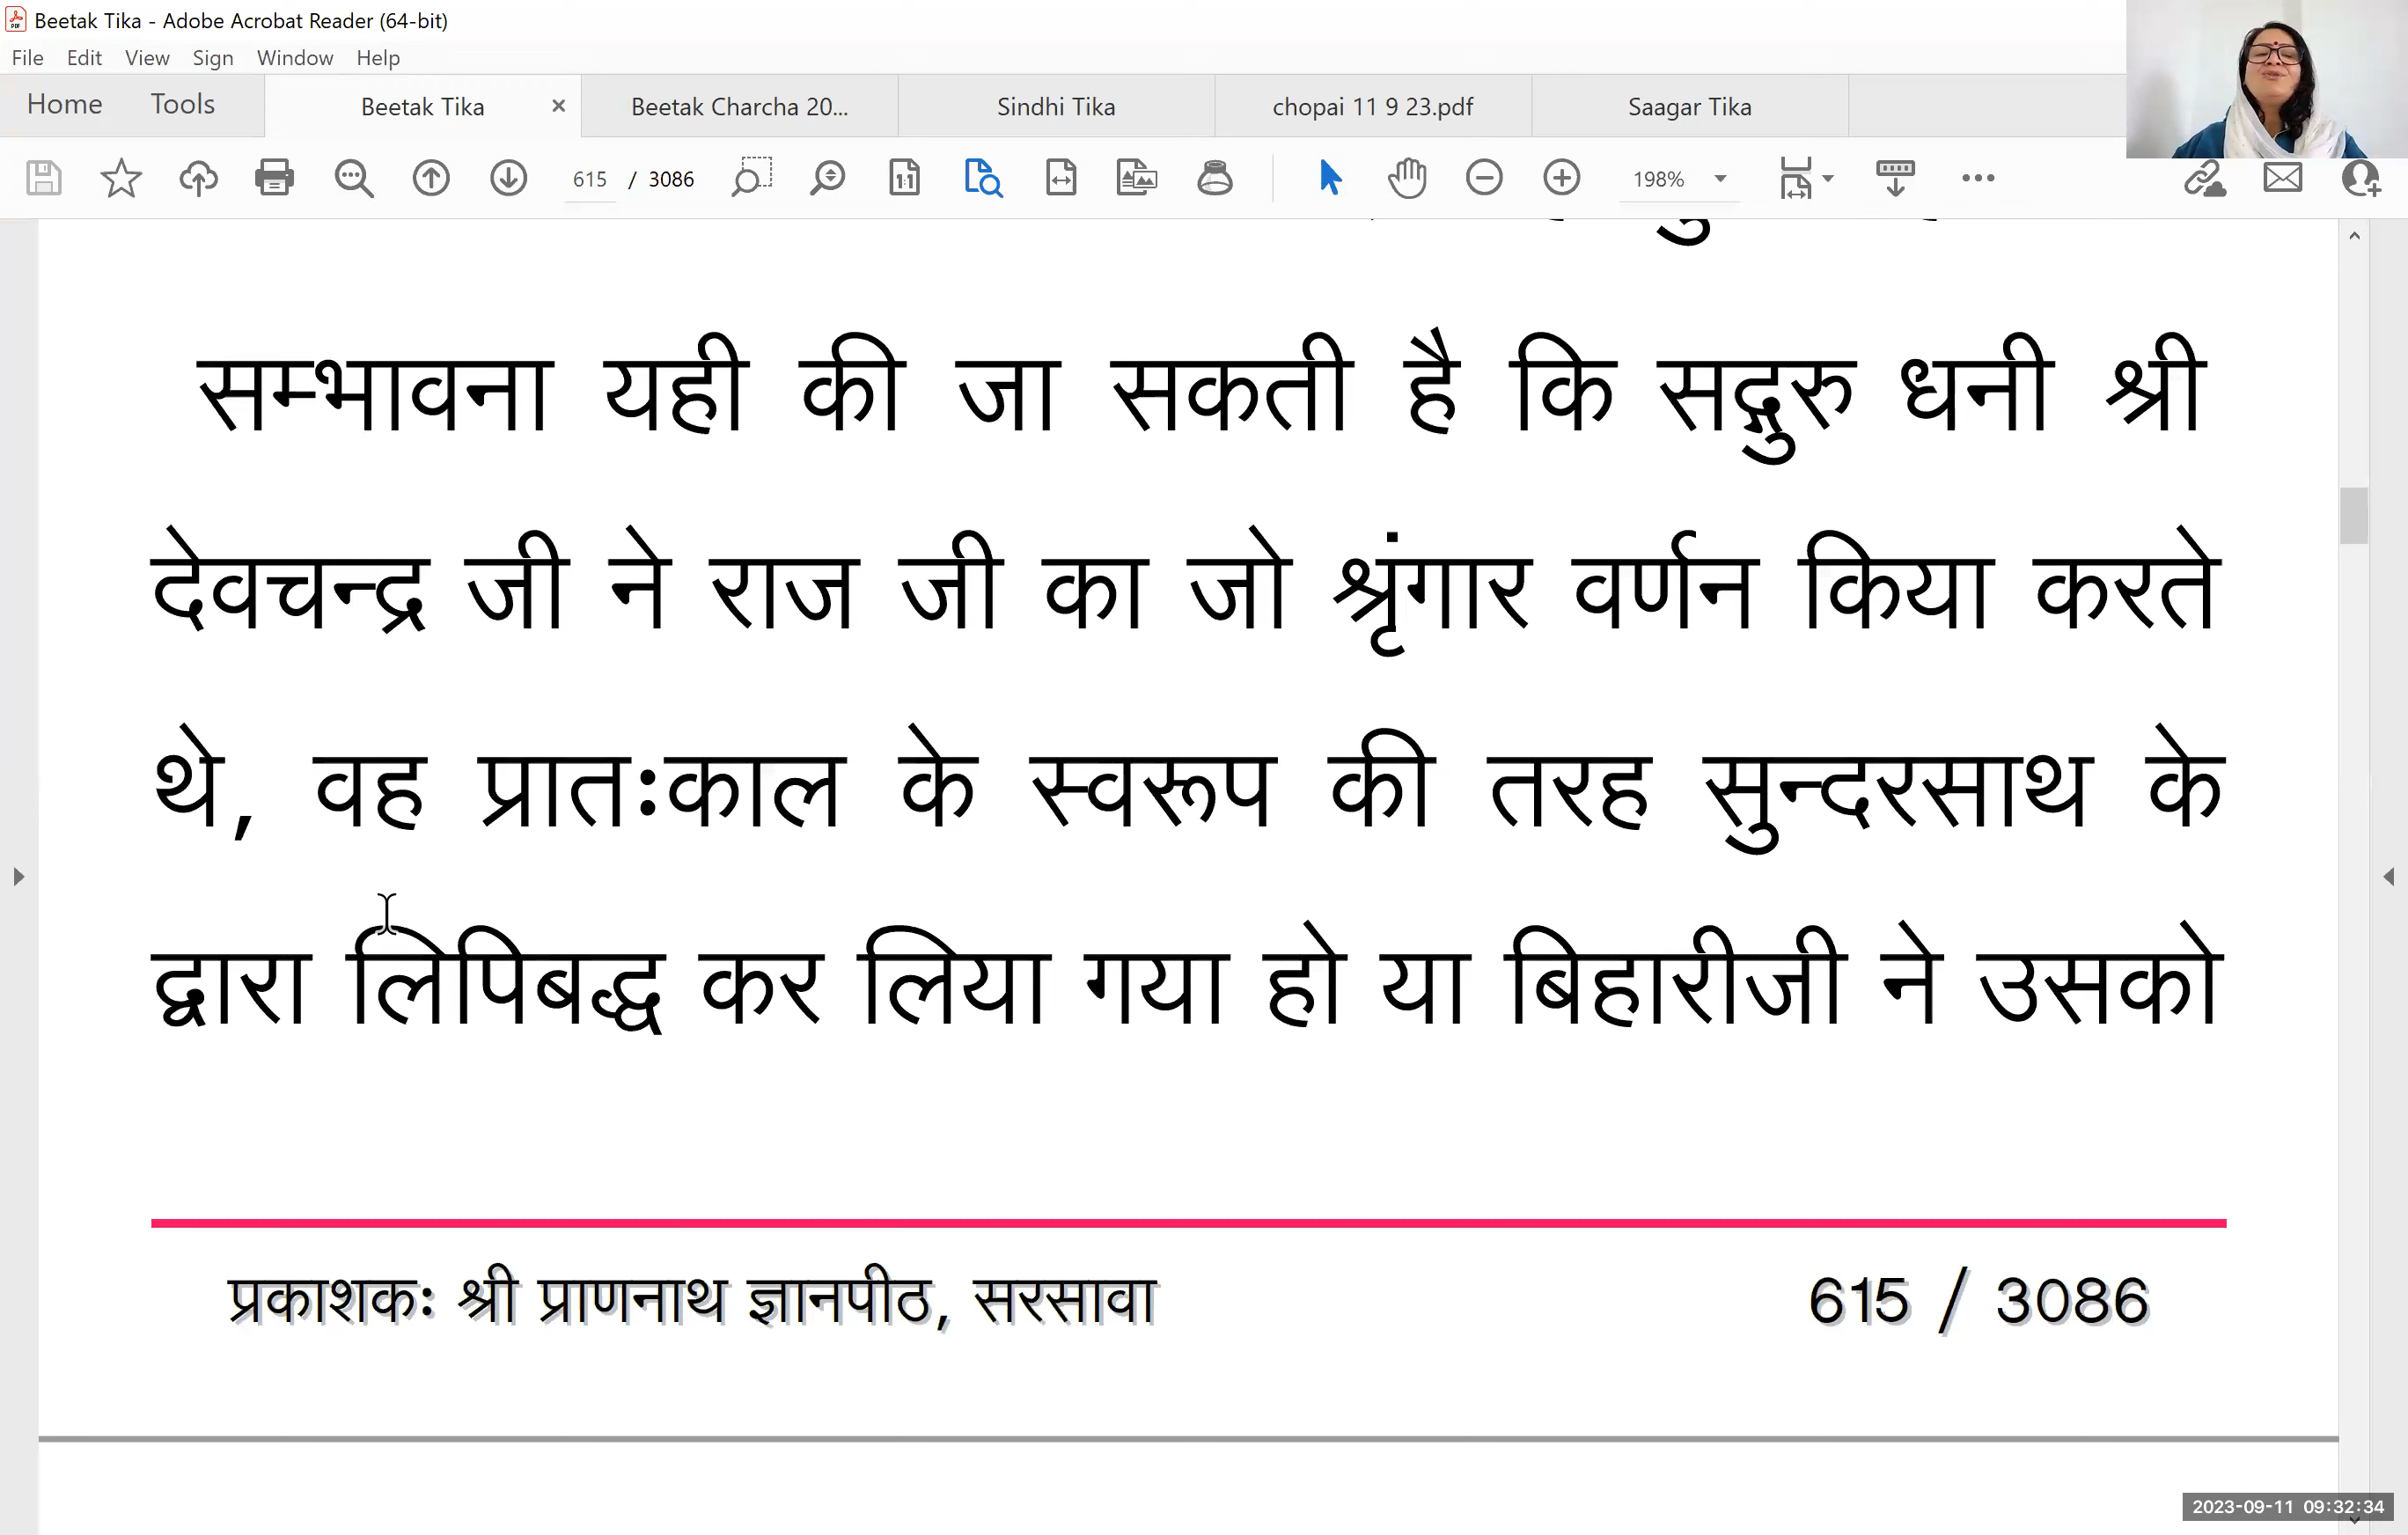 Beetak Tika - Adobe Acrobat Reader (64-bit)
File Edit View Sign Window Help
Home Tools Beetak Tika Beetak Charcha 20... Sindhi Tika chopai 11 9 23.pdf Saagar Tika
615 / 3086 198%
सम्भावना यही की जा सकती है कि सद्गुरु धनी श्री
देवचन्द्र जी ने राज जी का जो श्रृंगार वर्णन किया करते
थे, वह प्रातःकाल के स्वरूप की तरह सुन्दरसाथ के
द्वारा लिपिबद्ध कर लिया गया हो या बिहारीजी ने उसको
प्रकाशकः श्री प्राणनाथ ज्ञानपीठ, सरसावा 615 / 3086
2023-09-11 09:32:34